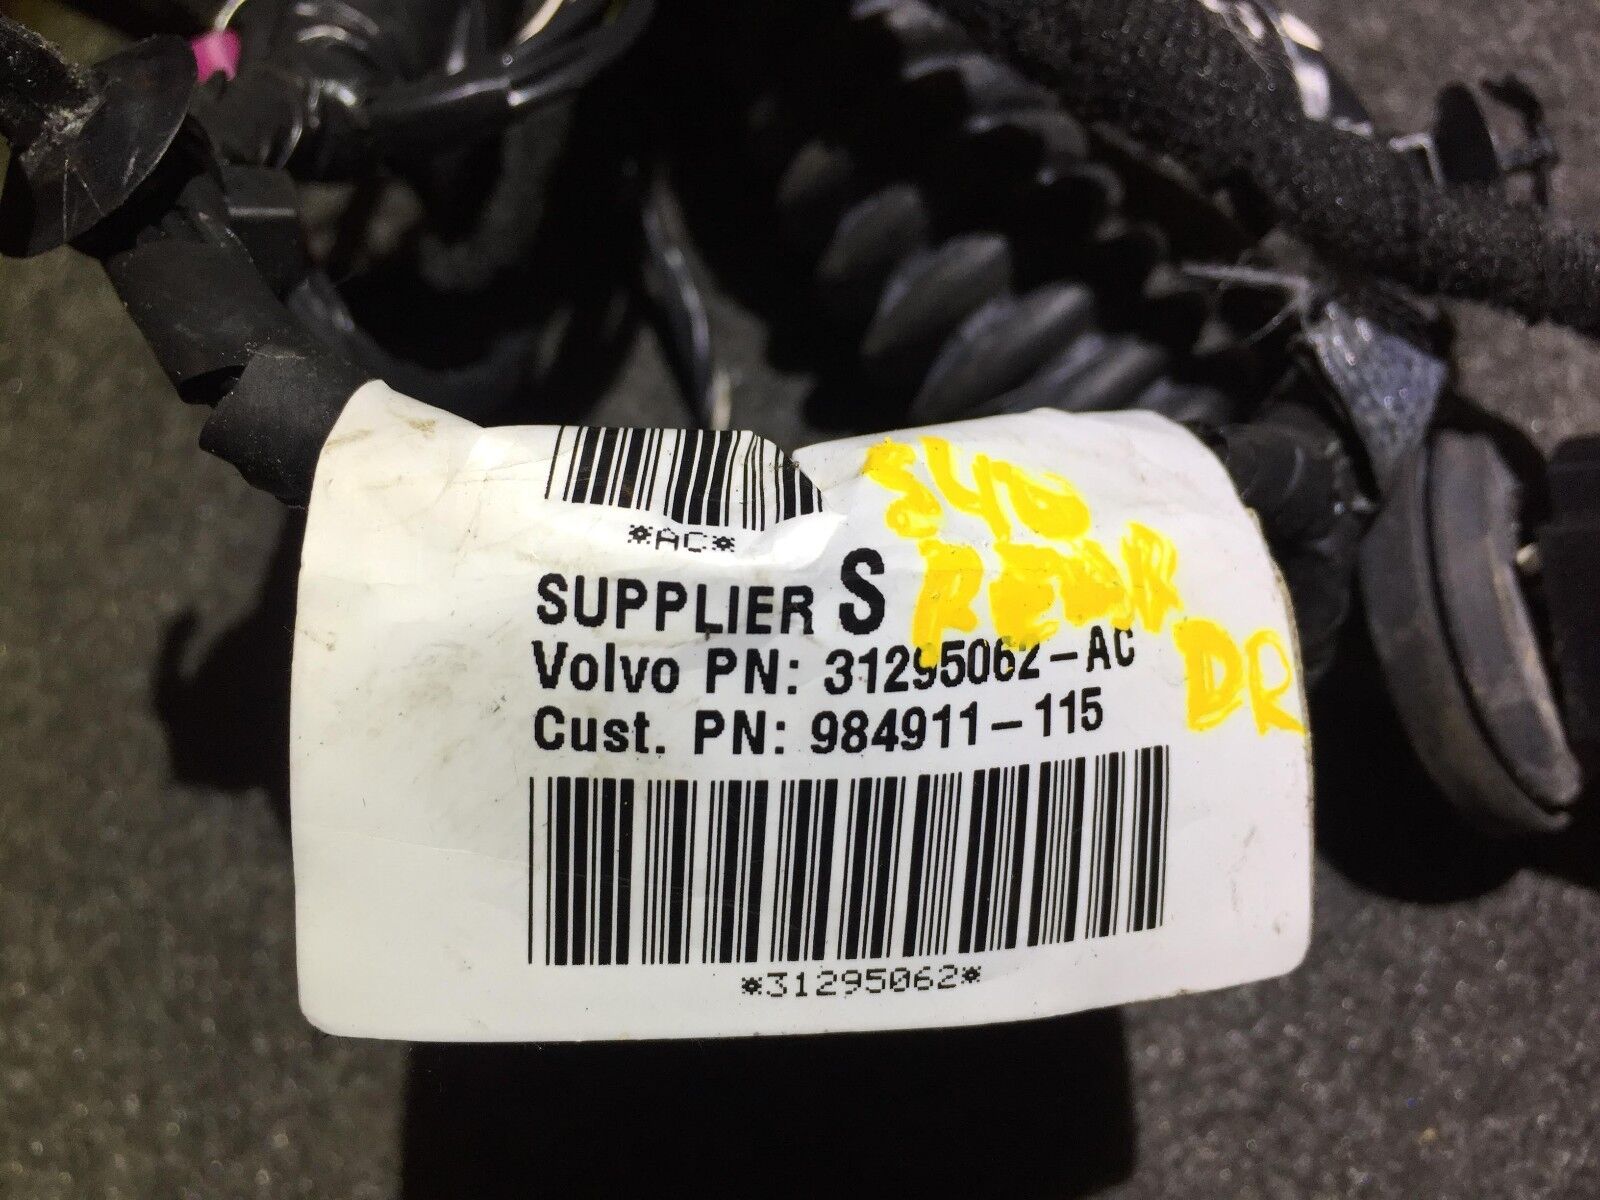 *AC*
S40
REAR
DR
SUPPLIER S
Volvo PN: 31295062-AC
Cust. PN: 984911-115
*31295062*